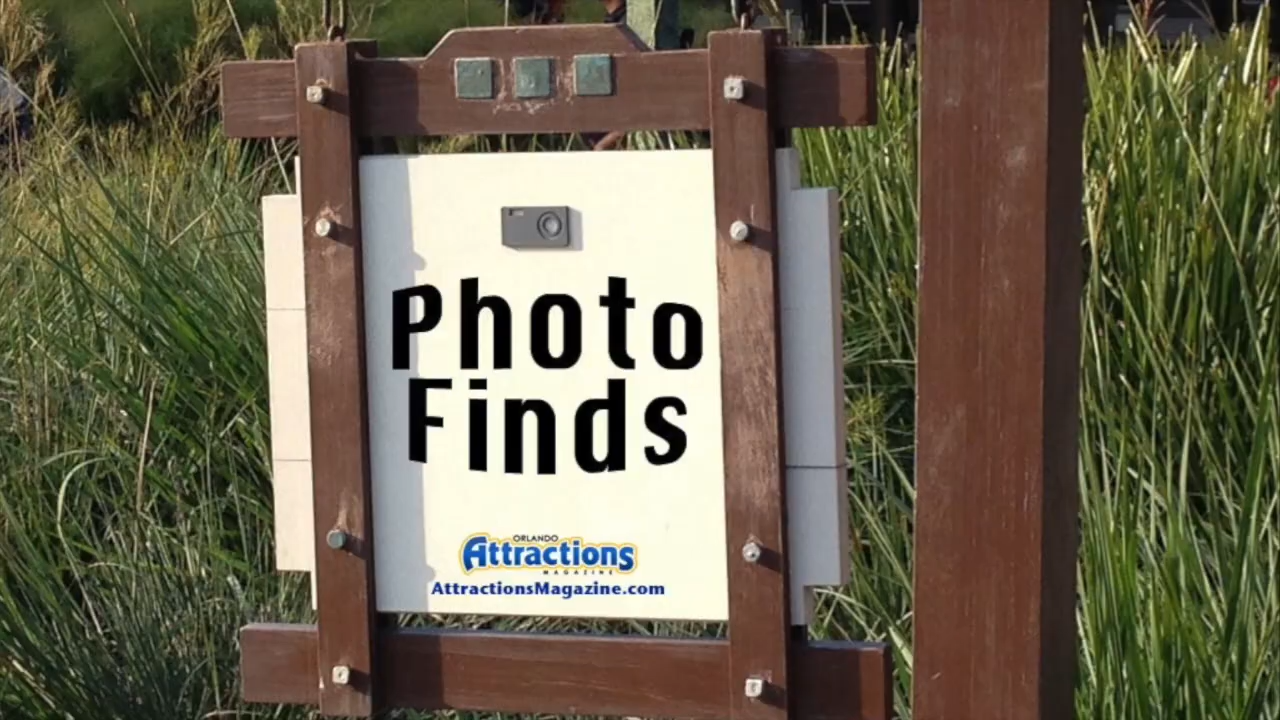 Photo
Finds
ORLANDO
Attractions
MAGAZINE
AttractionsMagazine.com